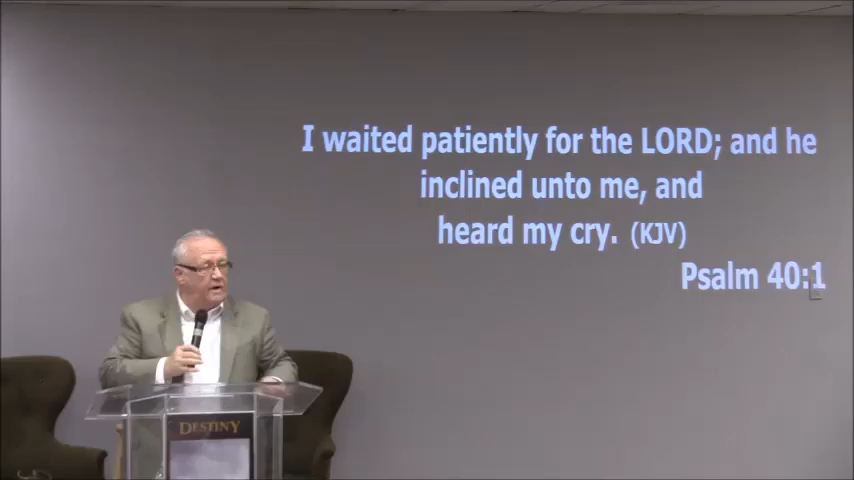 I waited patiently for the LORD; and he
inclined unto me, and
heard my cry. (KJV)
Psalm 40:1
DESTINY